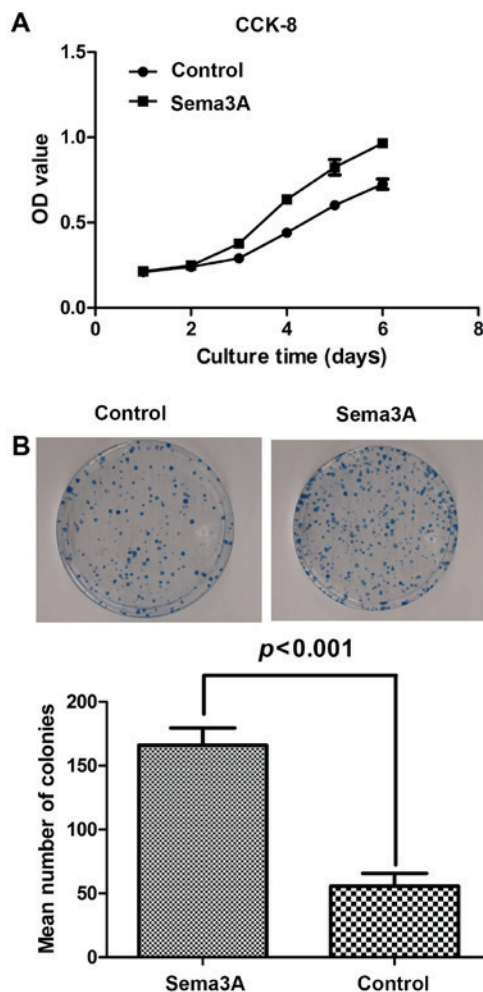 A
CCK-8
1.5
1.0
0.5
0.0
OD value
Control
Sema3A
0 2 4 6 8
Culture time (days)
B
Control Sema3A
p<0.001
200
150
100
50
0
Mean number of colonies
Sema3A Control